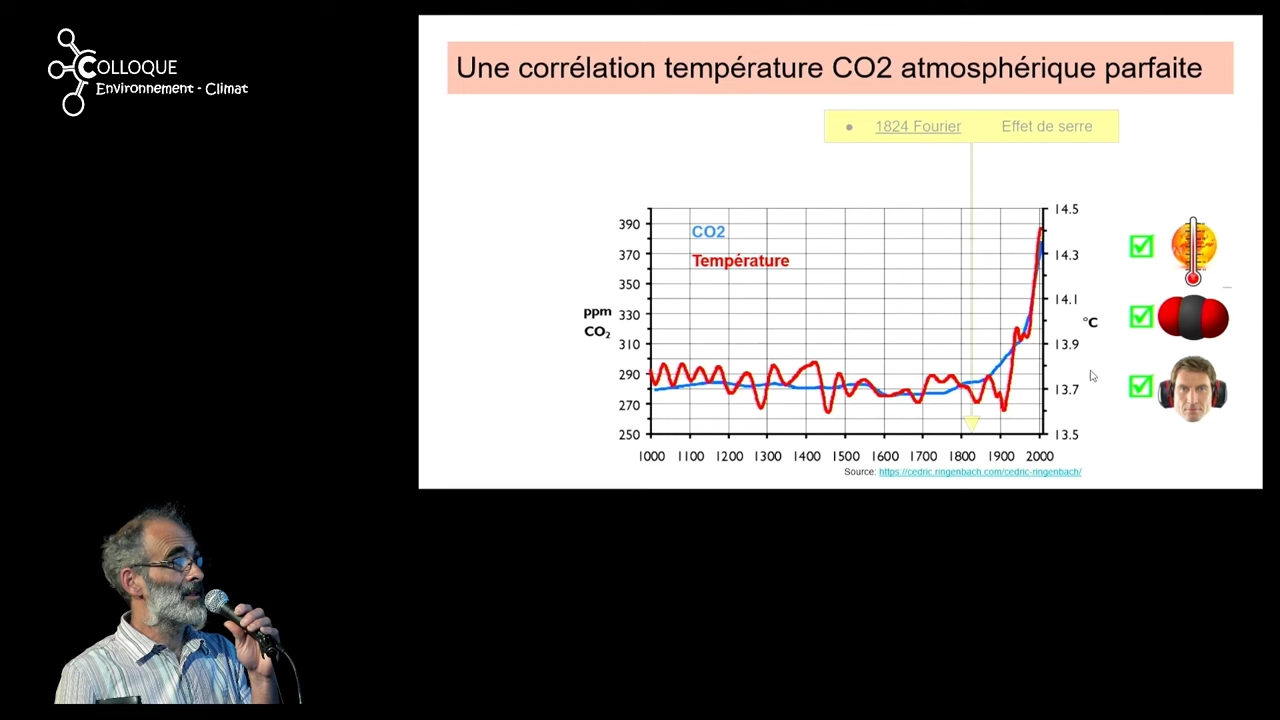 COLLOQUE
Environnement - Climat
Une corrélation température CO2 atmosphérique parfaite
● 1824 Fourier Effet de serre
CO2
Température
ppm
CO₂
390
370
350
330
310
290
270
250
14.5
14.3
14.1
13.9
13.7
13.5
°C
1000 1100 1200 1300 1400 1500 1600 1700 1800 1900 2000
Source: https://cedric.ringenbach.com/cedric-ringenbach/